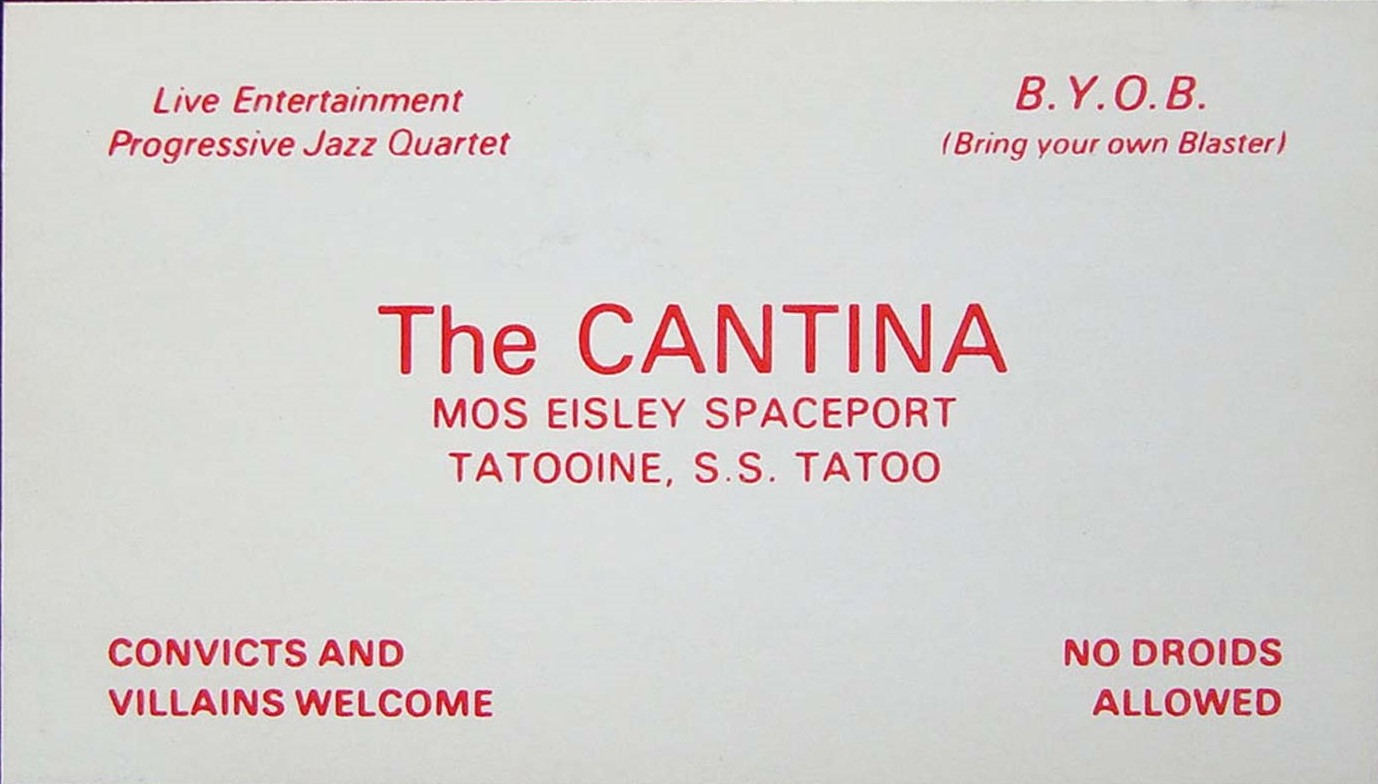 Live Entertainment
Progressive Jazz Quartet
B.Y.O.B.
(Bring your own Blaster)
The CANTINA
MOS EISLEY SPACEPORT
TATOOINE, S.S. TATOO
CONVICTS AND
VILLAINS WELCOME
NO DROIDS
ALLOWED